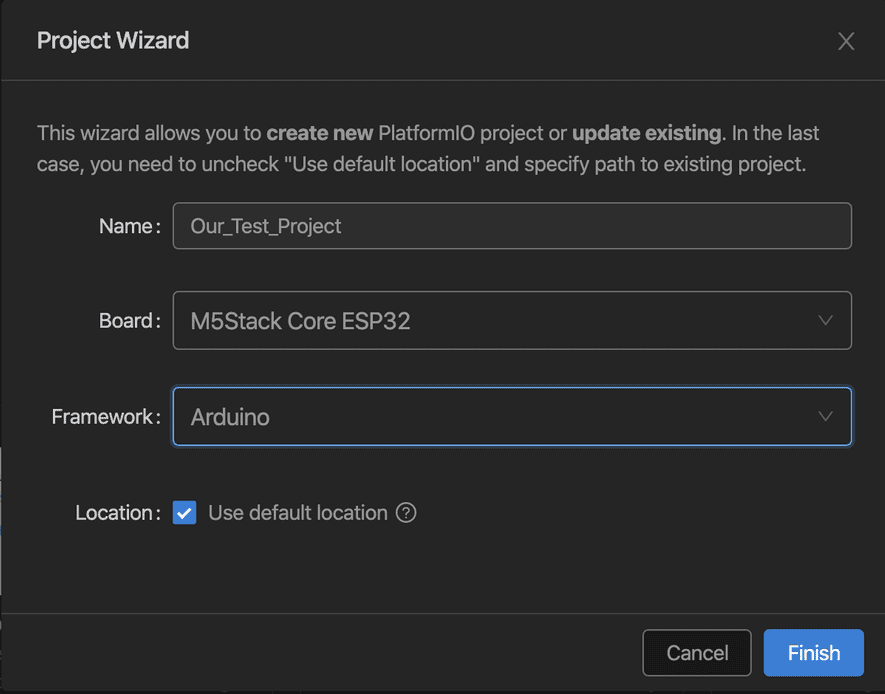 Project Wizard
This wizard allows you to create new PlatformIO project or update existing. In the last
case, you need to uncheck "Use default location" and specify path to existing project.
Name: Our_Test_Project
Board: M5Stack Core ESP32
Framework: Arduino
Location: Use default location ?
Cancel Finish